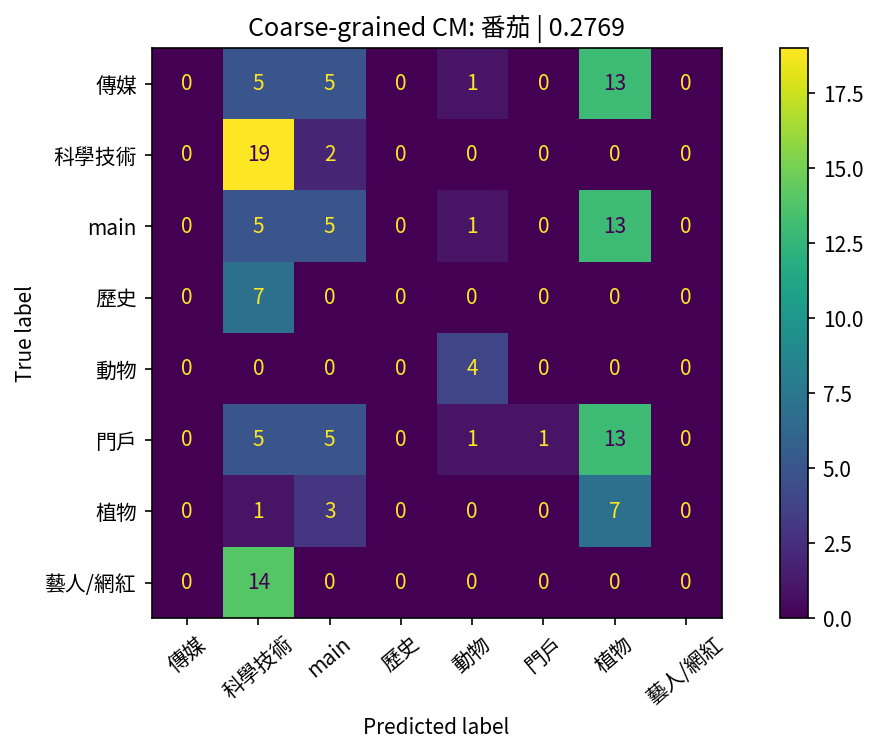 Coarse-grained CM: 番茄 | 0.2769
True label
傳媒 0 5 5 0 1 0 13 0
科學技術 0 19 2 0 0 0 0 0
main 0 5 5 0 1 0 13 0
歷史 0 7 0 0 0 0 0 0
動物 0 0 0 0 4 0 0 0
門戶 0 5 5 0 1 1 13 0
植物 0 1 3 0 0 0 7 0
藝人/網紅 0 14 0 0 0 0 0 0
傳媒 科學技術 main 歷史 動物 門戶 植物 藝人/網紅
Predicted label
17.5
15.0
12.5
10.0
7.5
5.0
2.5
0.0